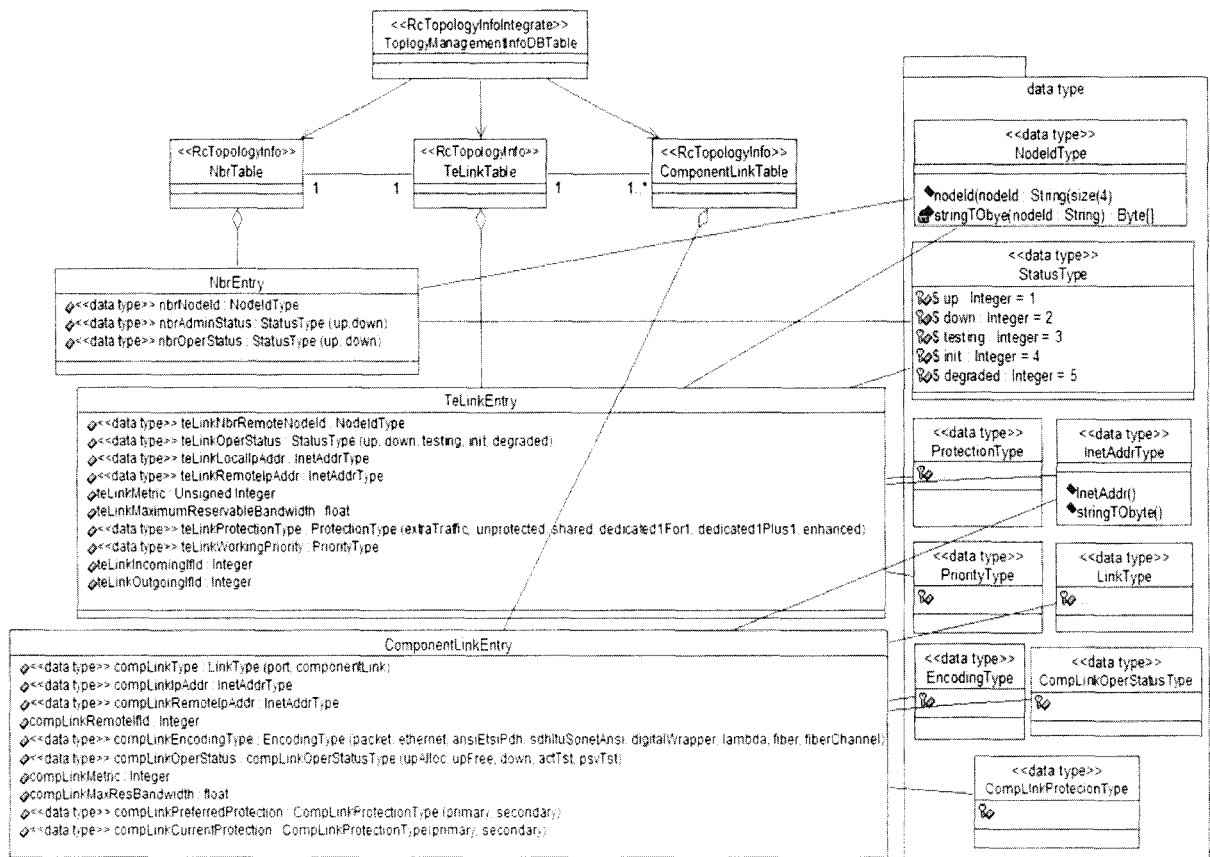 <<RcTopologyInfoIntegrate>>
ToplogyManagementInfoDBTable
<<RcTopologyInfo>>
NbrTable
<<RcTopologyInfo>>
TeLinkTable
<<RcTopologyInfo>>
ComponentLinkTable
1
1
1
1..*
NbrEntry
<<data type>> nbrNodeId : NodeIdType
<<data type>> nbrAdminStatus : StatusType (up,down)
<<data type>> nbrOperStatus : StatusType (up, down)
TeLinkEntry
<<data type>> teLinkNbrRemoteNodeId : NodeIdType
<<data type>> teLinkOperStatus : StatusType (up, down, testing, init, degraded)
<<data type>> teLinkLocalIpAddr : InetAddrType
<<data type>> teLinkRemoteIpAddr : InetAddrType
teLinkMetric : Unsigned Integer
teLinkMaximumReservableBandwidth : float
<<data type>> teLinkProtectionType : ProtectionType (extraTraffic, unprotected, shared, dedicated1For1, dedicated1Plus1, enhanced)
<<data type>> teLinkWorkingPriority : PriorityType
teLinkIncomingIfId : Integer
teLinkOutgoingIfId : Integer
ComponentLinkEntry
<<data type>> compLinkType : LinkType (port, componentLink)
<<data type>> compLinkIpAddr : InetAddrType
<<data type>> compLinkRemoteIpAddr : InetAddrType
compLinkRemoteIfId : Integer
<<data type>> compLinkEncodingType : EncodingType (packet, ethernet, ansiEtsiPdh, sdhItuSonetAnsi, digitalWrapper, lambda, fiber, fiberChannel)
<<data type>> compLinkOperStatus : compLinkOperStatusType (upAlloc, upFree, down, actTst, psvTst)
compLinkMetric : Integer
compLinkMaxResBandwidth : float
<<data type>> compLinkPreferredProtection : CompLinkProtectionType (primary, secondary)
<<data type>> compLinkCurrentProtection : CompLinkProtectionType(primary, secondary)
data type
<<data type>>
NodeIdType
nodeId(nodeId : String(size(4)
stringTObye(nodeId : String) : Byte[]
<<data type>>
StatusType
$ up : Integer = 1
$ down : Integer = 2
$ testing : Integer = 3
$ init : Integer = 4
$ degraded : Integer = 5
<<data type>>
ProtectionType
<<data type>>
InetAddrType
InetAddr()
stringTObyte()
<<data type>>
PriorityType
<<data type>>
LinkType
<<data type>>
EncodingType
<<data type>>
CompLinkOperStatusType
<<data type>>
CompLinkProtecionType